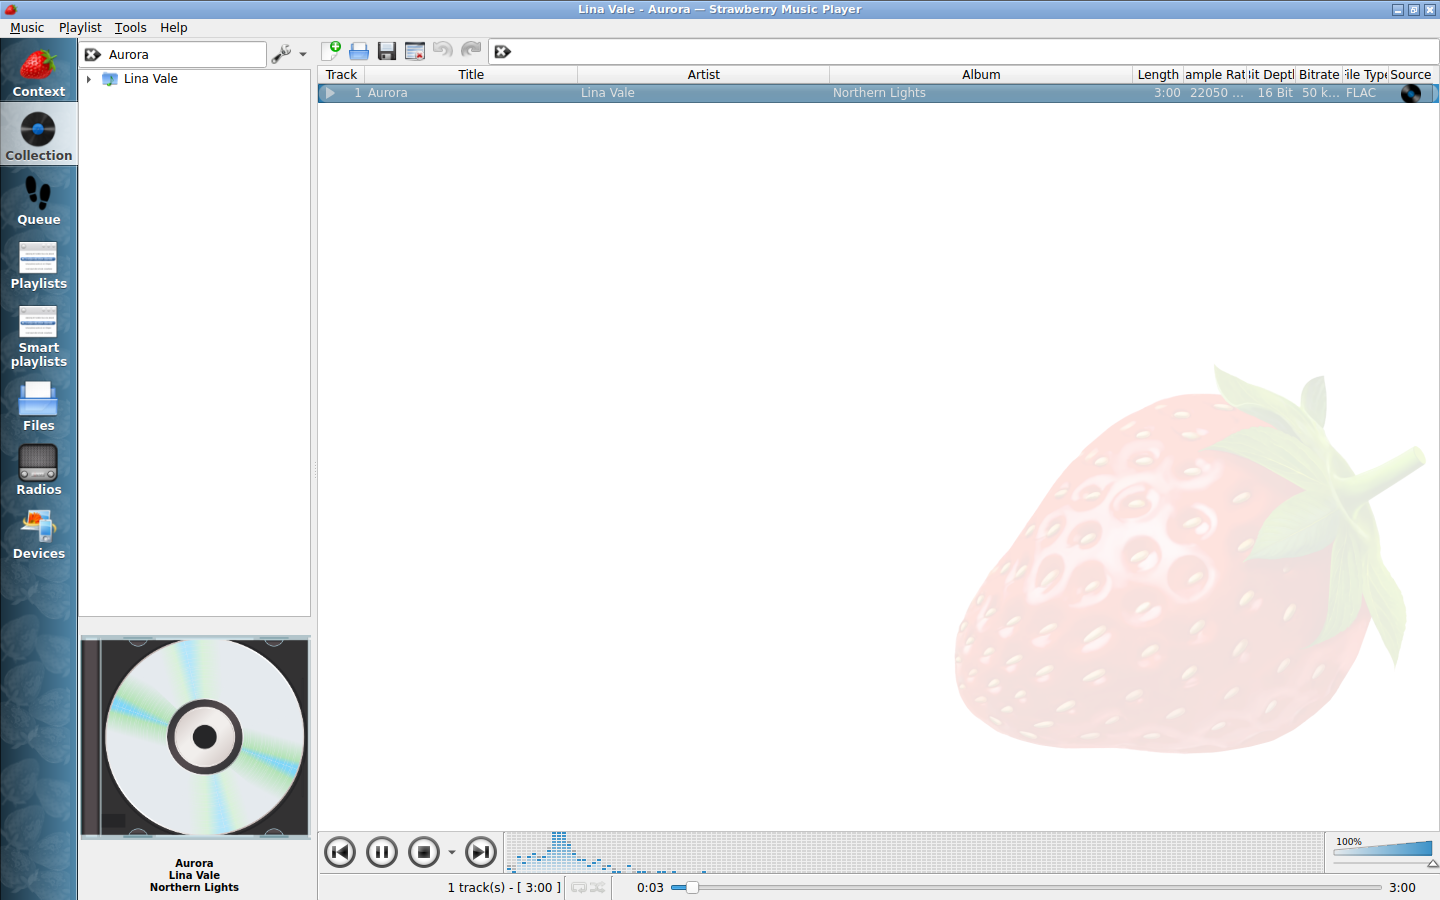 Lina Vale - Aurora — Strawberry Music Player
Music Playlist Tools Help
Context
Collection
Queue
Playlists
Smart
playlists
Files
Radios
Devices
Aurora
Lina Vale
Track Title Artist Album Length ample Rat it Dept Bitrate ile Type Source
1 Aurora Lina Vale Northern Lights 3:00 22050 ... 16 Bit 50 k... FLAC
Aurora
Lina Vale
Northern Lights
100%
1 track(s) - [ 3:00 ] 0:03 3:00